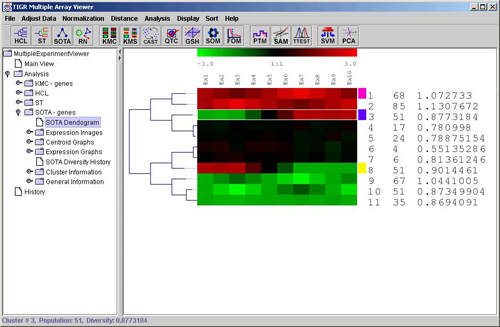 TIGR Multiple Array Viewer
File Adjust Data Normalization Distance Analysis Display Sort Help
HCL ST SOTA RN KMC KMS CAST QTC GSH SOM FOM PTM SAM TTEST SVM PCA
MultipleExperimentViewer
Main View
Analysis
KMC - genes
HCL
ST
SOTA - genes
SOTA Dendogram
Expression Images
Centroid Graphs
Expression Graphs
SOTA Diversity History
Cluster Information
General Information
History
-3.0 1:1 3.0
Ex1 Ex2 Ex3 Ex4 Ex5 Ex6 Ex7 Ex8 Ex9 Ex10
1 68 1.072733
2 85 1.1307672
3 51 0.8773184
4 17 0.780998
5 24 0.78875154
6 4 0.55135286
7 6 0.81361246
8 51 0.9014461
9 67 1.0441005
10 51 0.87349904
11 35 0.8694091
Cluster # 3, Population: 51, Diversity: 0.8773184